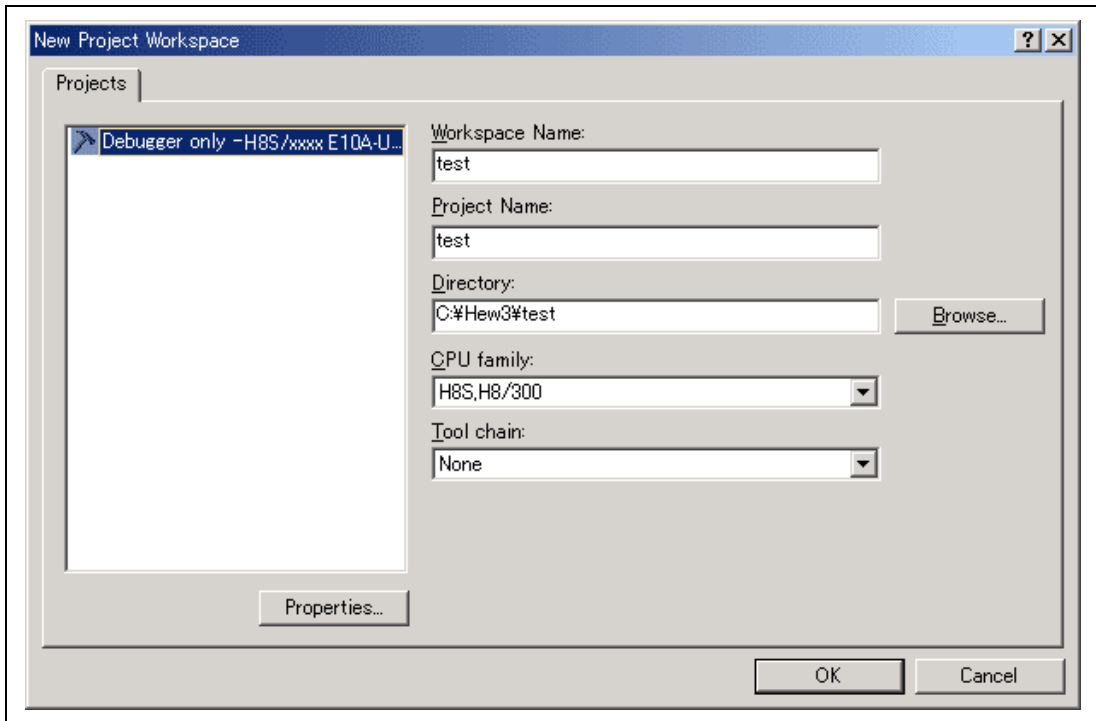 New Project Workspace
Projects
Debugger only -H8S/xxxx E10A-U...
Workspace Name:
test
Project Name:
test
Directory:
C:¥Hew3¥test
Browse...
CPU family:
H8S,H8/300
Tool chain:
None
Properties...
OK
Cancel